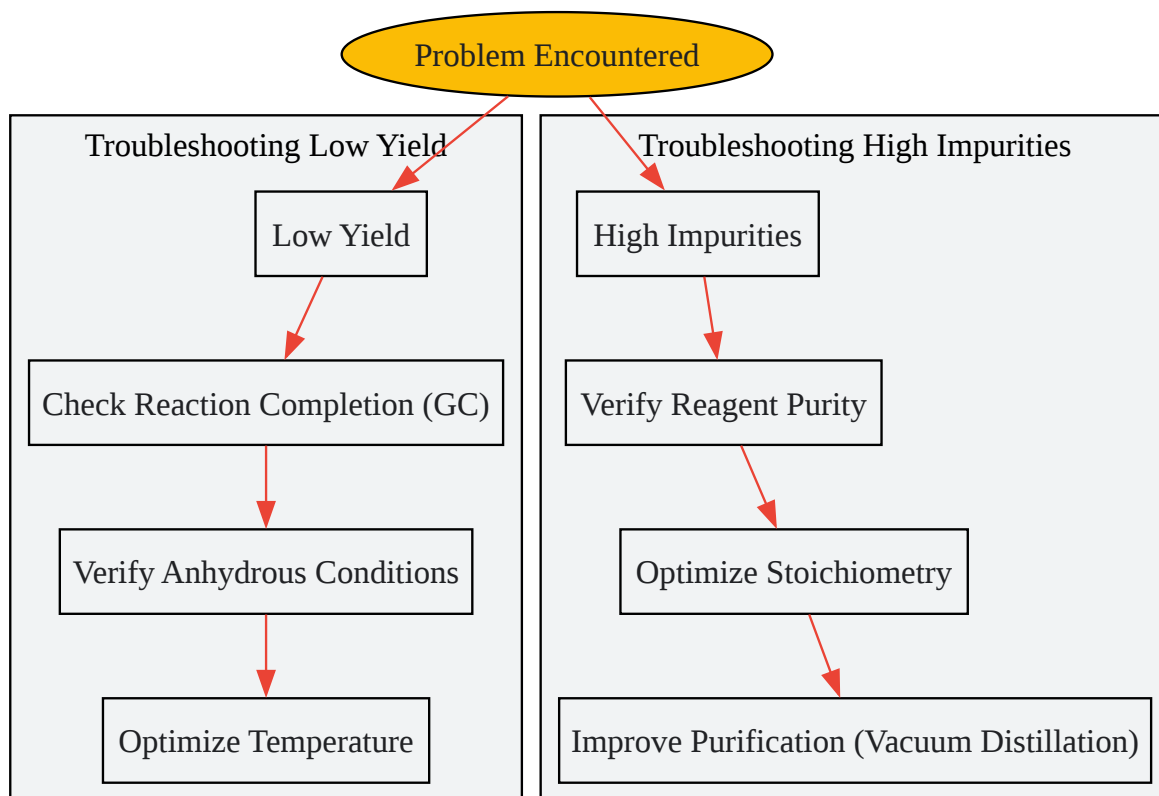 Problem Encountered
Troubleshooting Low Yield
Low Yield
Check Reaction Completion (GC)
Verify Anhydrous Conditions
Optimize Temperature
Troubleshooting High Impurities
High Impurities
Verify Reagent Purity
Optimize Stoichiometry
Improve Purification (Vacuum Distillation)